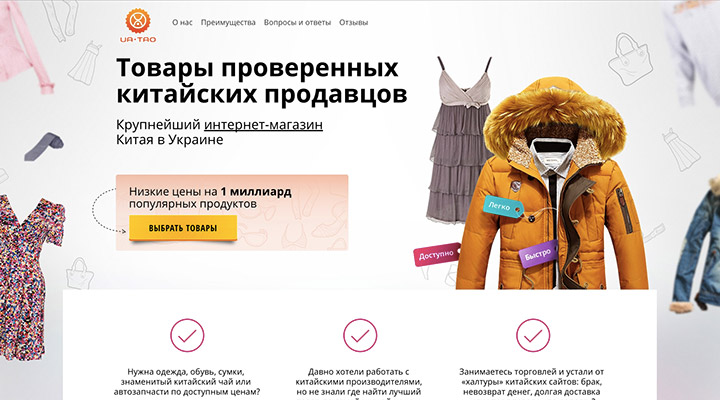 UA·TAO
О нас Преимущества Вопросы и ответы Отзывы
Товары проверенных
китайских продавцов
Крупнейший интернет-магазин
Китая в Украине
Низкие цены на 1 миллиард
популярных продуктов
ВЫБРАТЬ ТОВАРЫ
Легко
Доступно
Быстро
Нужна одежда, обувь, сумки,
знаменитый китайский чай или
автозапчасти по доступным ценам?
Давно хотели работать с
китайскими производителями,
но не знали где найти лучший
Занимаетесь торговлей и устали от
«халтуры» китайских сайтов: брак,
невозврат денег, долгая доставка